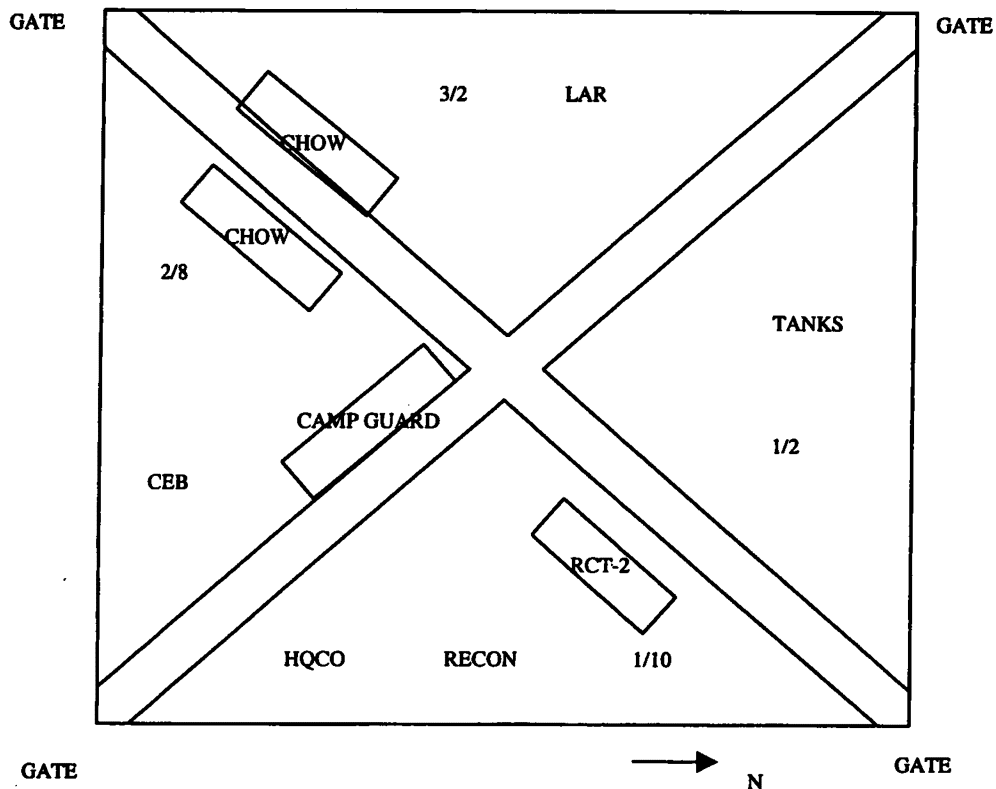 GATE
GATE
3/2
LAR
CHOW
CHOW
2/8
TANKS
CAMP GUARD
1/2
CEB
RCT-2
HQCO
RECON
1/10
GATE
GATE
N